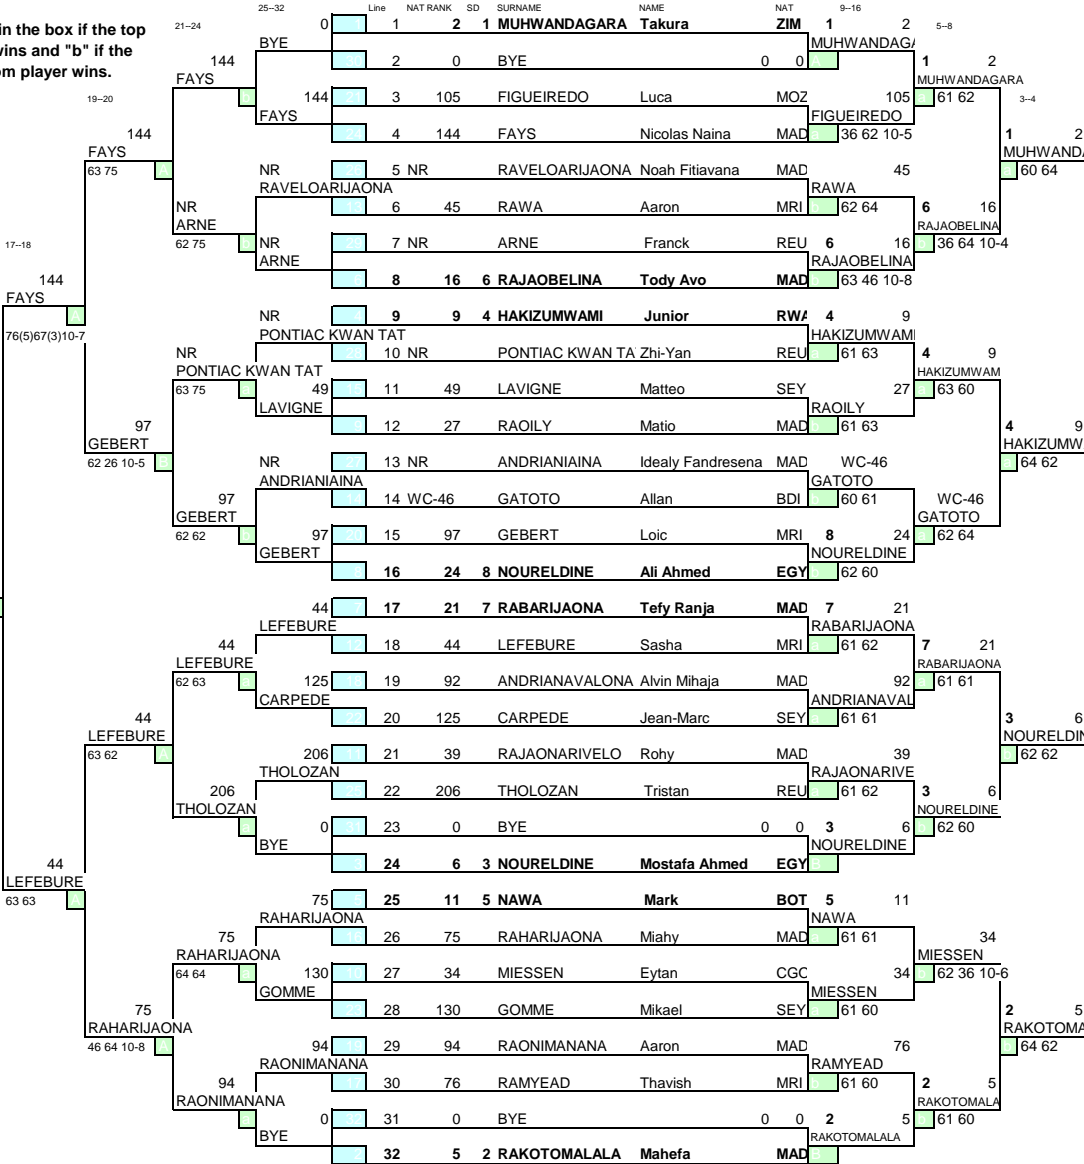 25--32 Line NAT RANK SD SURNAME NAME NAT 9--16
in the box if the top 21--24 0 1 2 1 MUHWANDAGARA Takura ZIM 1 2 5--8
wins and "b" if the BYE MUHWANDAGA
om player wins. 144 2 0 BYE 0 0 1 2
FAYS MUHWANDAGARA
19--20 144 3 105 FIGUEIREDO Luca MOZ 105 61 62 3--4
FAYS FIGUEIREDO
144 4 144 FAYS Nicolas Naina MAD 36 62 10-5 1 2
FAYS MUHWANDA
63 75 NR 5 NR RAVELOARIJAONA Noah Fitiavana MAD 45 60 64
RAVELOARIJAONA RAWA
NR 6 45 RAWA Aaron MRI 62 64 6 16
ARNE RAJAOBELINA
17--18 62 75 NR 7 NR ARNE Franck REU 6 16 36 64 10-4
ARNE RAJAOBELINA
144 8 16 6 RAJAOBELINA Tody Avo MAD 63 46 10-8
FAYS
NR 9 9 4 HAKIZUMWAMI Junior RWA 4 9
76(5)67(3)10-7 PONTIAC KWAN TAT HAKIZUMWAMI
NR 10 NR PONTIAC KWAN TA Zhi-Yan REU 61 63 4 9
PONTIAC KWAN TAT HAKIZUMWAM
63 75 49 11 49 LAVIGNE Matteo SEY 27 63 60
LAVIGNE RAOILY
97 12 27 RAOILY Matio MAD 61 63 4 9
GEBERT HAKIZUMW
62 26 10-5 NR 13 NR ANDRIANIAINA Idealy Fandresena MAD WC-46 64 62
ANDRIANIAINA GATOTO
97 14 WC-46 GATOTO Allan BDI 60 61 WC-46
GEBERT GATOTO
62 62 97 15 97 GEBERT Loic MRI 8 24 62 64
GEBERT NOURELDINE
16 24 8 NOURELDINE Ali Ahmed EGY 62 60
44 17 21 7 RABARIJAONA Tefy Ranja MAD 7 21
LEFEBURE RABARIJAONA
44 18 44 LEFEBURE Sasha MRI 61 62 7 21
LEFEBURE RABARIJAONA
62 63 125 19 92 ANDRIANAVALONA Alvin Mihaja MAD 92 61 61
CARPEDE ANDRIANAVAL
44 20 125 CARPEDE Jean-Marc SEY 61 61 3 6
LEFEBURE NOURELDIN
63 62 206 21 39 RAJAONARIVELO Rohy MAD 39 62 62
THOLOZAN RAJAONARIVE
206 22 206 THOLOZAN Tristan REU 61 62 3 6
THOLOZAN NOURELDINE
0 23 0 BYE 0 0 3 6 62 60
BYE NOURELDINE
44 24 6 3 NOURELDINE Mostafa Ahmed EGY
LEFEBURE
63 63 75 25 11 5 NAWA Mark BOT 5 11
RAHARIJAONA NAWA
75 26 75 RAHARIJAONA Miahy MAD 61 61 34
RAHARIJAONA MIESSEN
64 64 130 27 34 MIESSEN Eytan CGO 34 62 36 10-6
GOMME MIESSEN
75 28 130 GOMME Mikael SEY 61 60 2 5
RAHARIJAONA RAKOTOMA
46 64 10-8 94 29 94 RAONIMANANA Aaron MAD 76 64 62
RAONIMANANA RAMYEAD
94 30 76 RAMYEAD Thavish MRI 61 60 2 5
RAONIMANANA RAKOTOMALA
0 31 0 BYE 0 0 2 5 61 60
BYE RAKOTOMALALA
32 5 2 RAKOTOMALALA Mahefa MAD